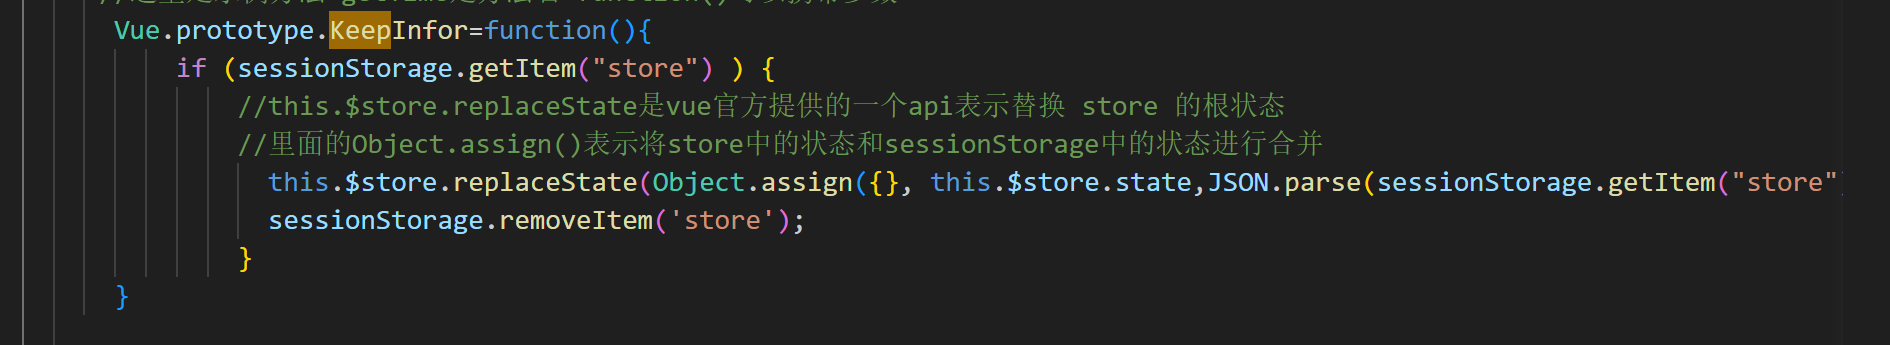 Vue.prototype.KeepInfor=function(){
if (sessionStorage.getItem("store") ) {
//this.$store.replaceState是vue官方提供的一个api表示替换 store 的根状态
//里面的Object.assign()表示将store中的状态和sessionStorage中的状态进行合并
this.$store.replaceState(Object.assign({}, this.$store.state,JSON.parse(sessionStorage.getItem("store"
sessionStorage.removeItem('store');
}
}